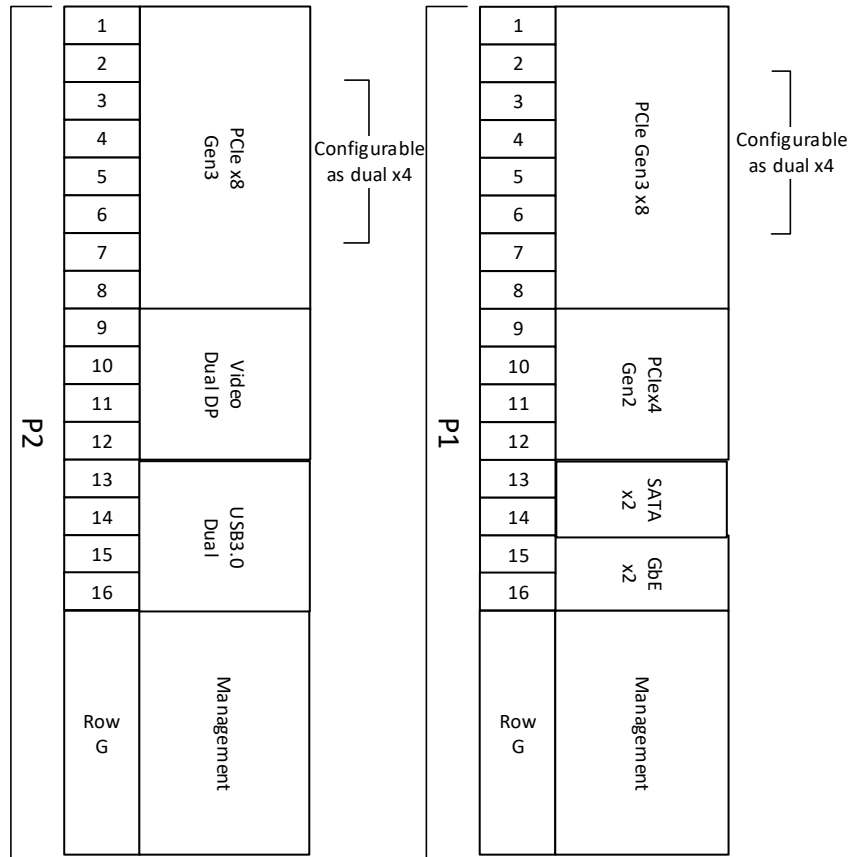 P2
1
2
3
4
5
6
7
8
9
10
11
12
13
14
15
16
Row
G
PCIe x8
Gen3
Video
Dual DP
USB3.0
Dual
Management
Configurable
as dual x4
P1
1
2
3
4
5
6
7
8
9
10
11
12
13
14
15
16
Row
G
PCIe Gen3 x8
PCIex4
Gen2
SATA
x2
GbE
x2
Management
Configurable
as dual x4